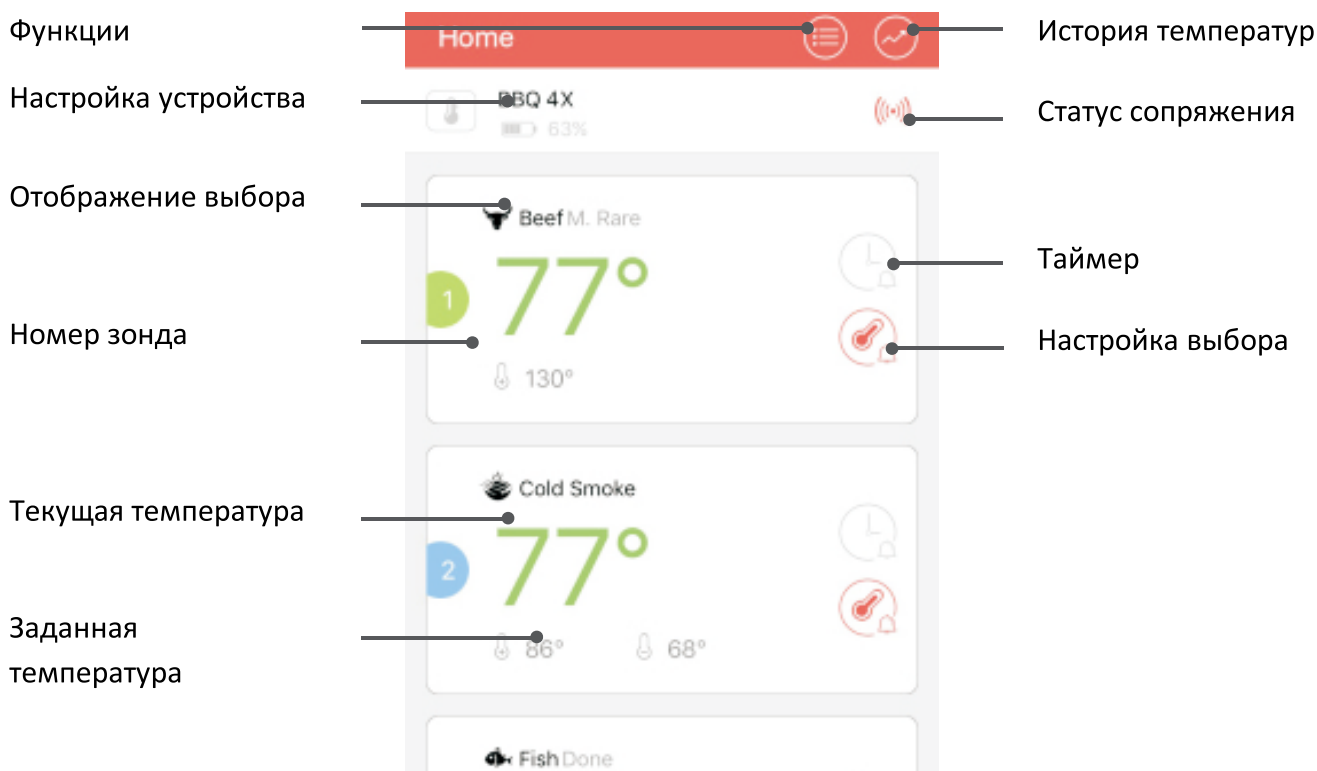 Функции
Home
История температур
Настройка устройства
BBQ 4X
63%
Статус сопряжения
Отображение выбора
Beef M. Rare
77°
1
130°
Таймер
Номер зонда
Настройка выбора
Cold Smoke
Текущая температура
77°
2
Заданная
температура
86° 68°
Fish Done